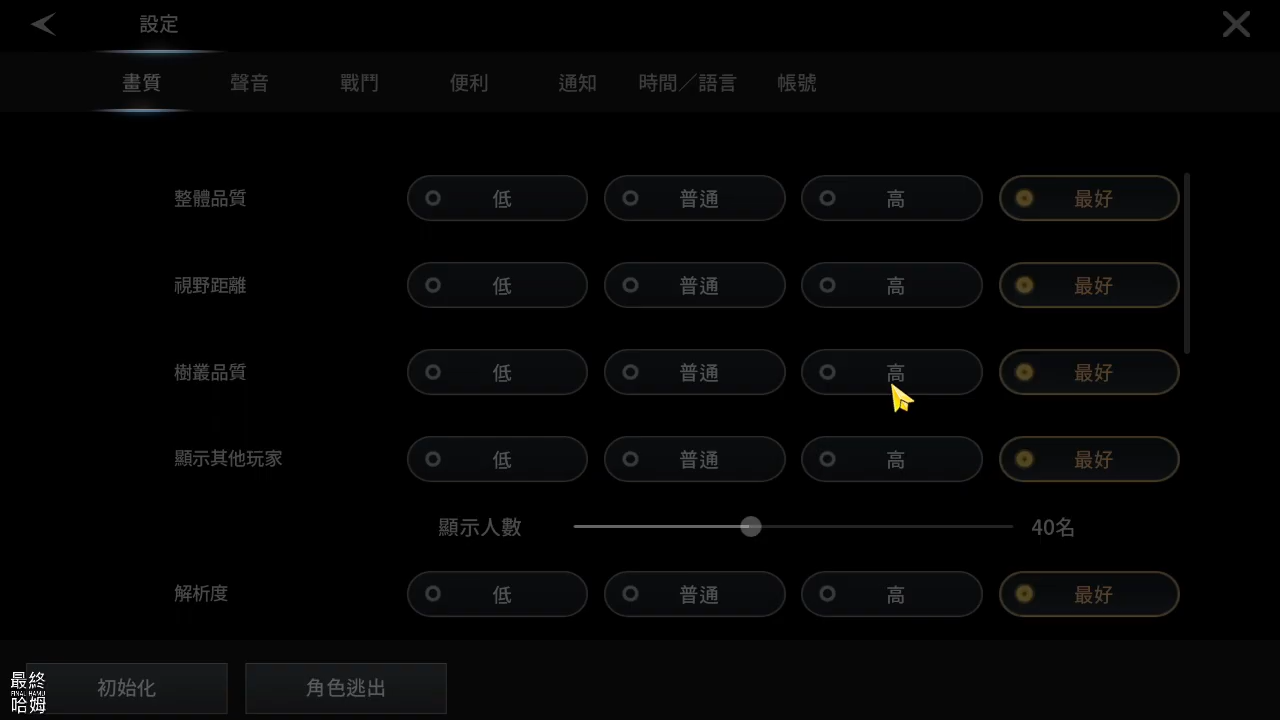 設定
畫質 聲音 戰鬥 便利 通知 時間／語言 帳號
整體品質 低 普通 高 最好
視野距離 低 普通 高 最好
樹叢品質 低 普通 高 最好
顯示其他玩家 低 普通 高 最好
顯示人數 40名
解析度 低 普通 高 最好
初始化 角色逃出
最終
FINAL HAMU
哈姆